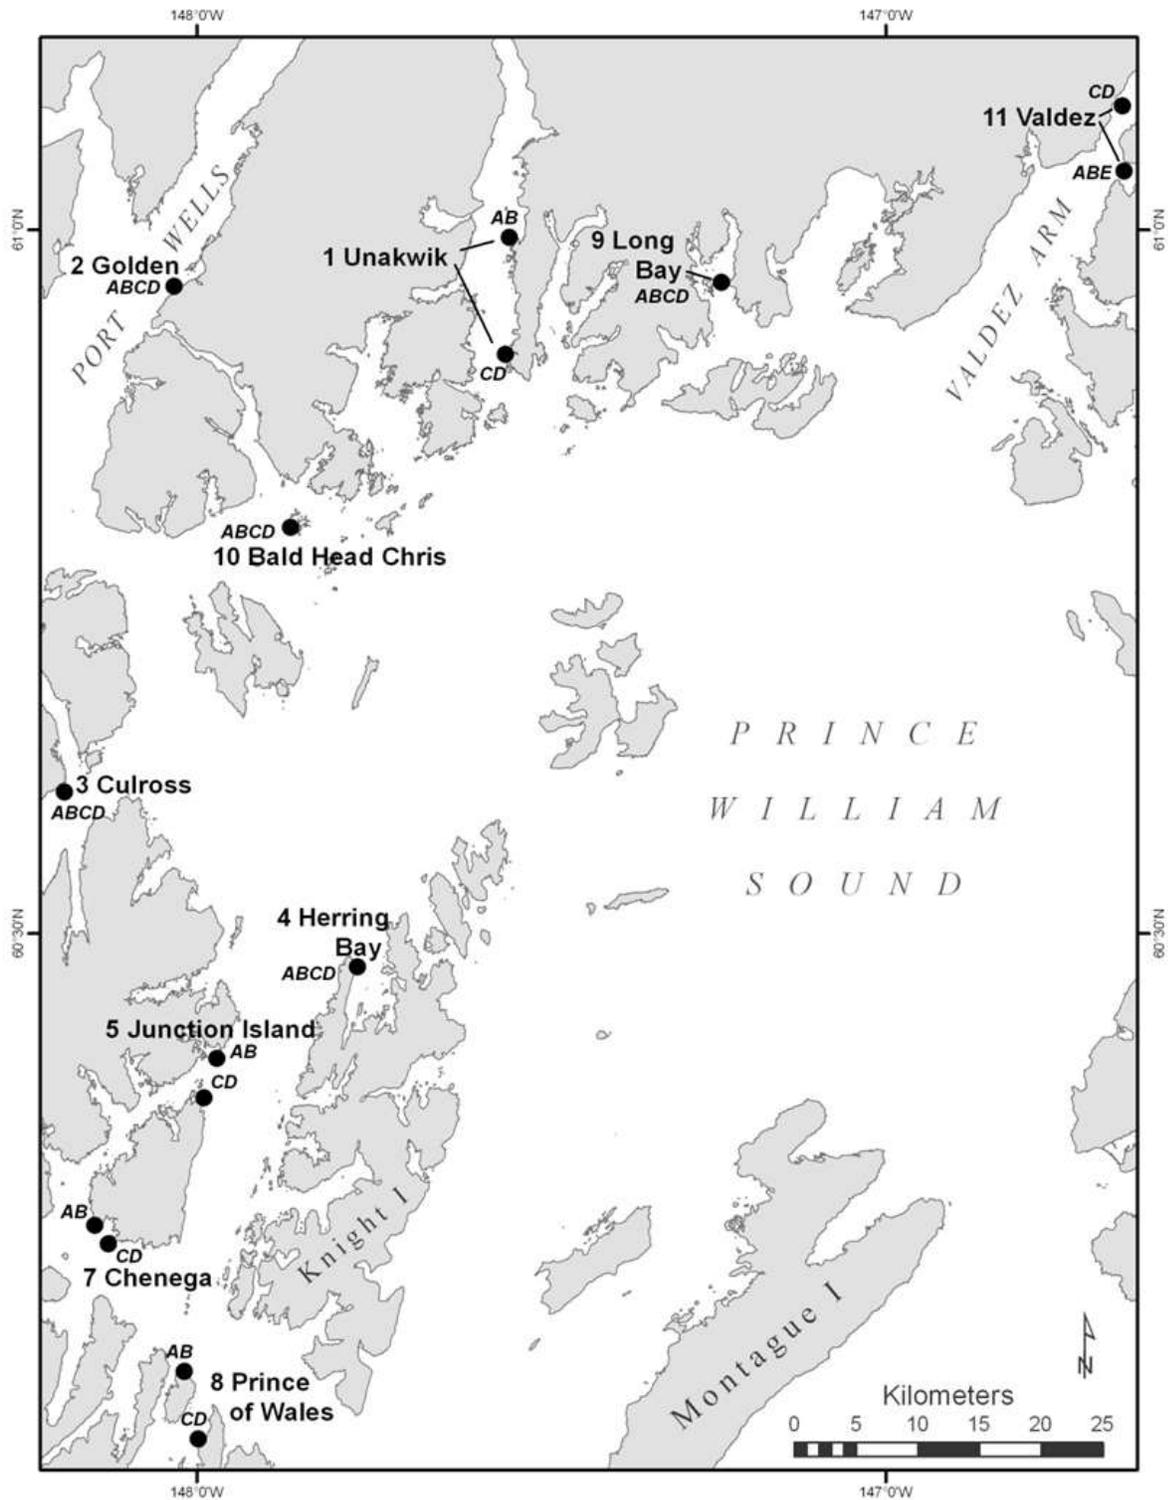 148°0'W
147°0'W
CD
11 Valdez
ABE
PORT WELLS
AB
61°0'N
61°0'N
1 Unakwik
9 Long
Bay
ABCD
2 Golden
ABCD
VALDEZ ARM
CD
ABCD
10 Bald Head Chris
PRINCE
WILLIAM
SOUND
3 Culross
ABCD
4 Herring
Bay
ABCD
60°30'N
60°30'N
5 Junction Island
AB
CD
AB
CD
7 Chenega
Knight I
Montague I
AB
8 Prince
of Wales
CD
N
Kilometers
0 5 10 15 20 25
148°0'W
147°0'W